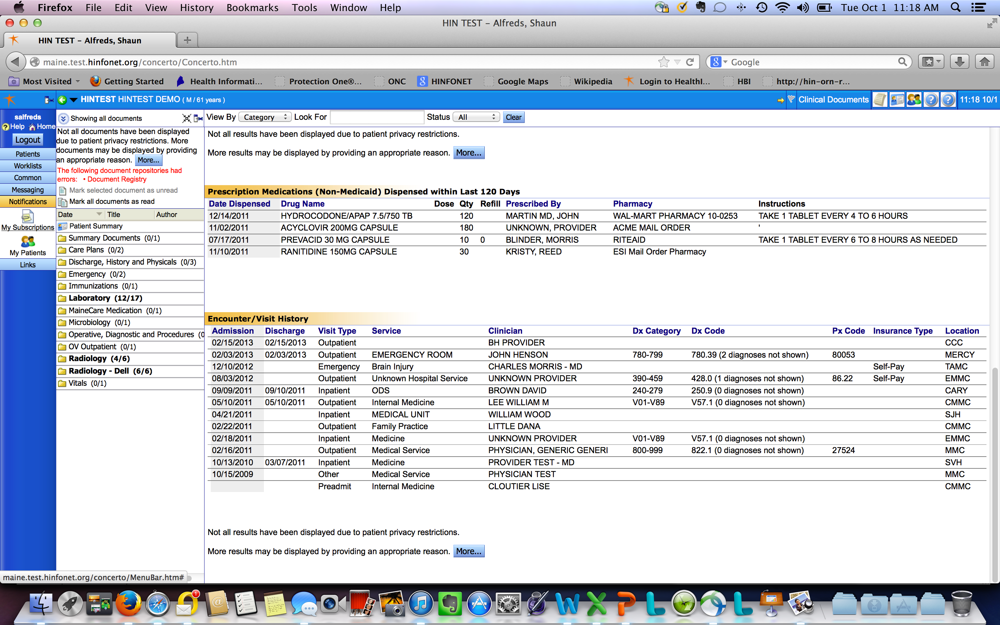 Firefox File Edit View History Bookmarks Tools Window Help Tue Oct 1 11:18 AM
HIN TEST – Alfreds, Shaun
HIN TEST – Alfreds, Shaun
maine.test.hinfonet.org/concerto/Concerto.htm Google
Most Visited Getting Started Health Informati... Protection One®... ONC HINFONET Google Maps Wikipedia Login to HealthI... HBI http://hin-orn-r...
HINTEST HINTEST DEMO ( M / 61 years ) Clinical Documents 11:18 10/1
salfreds
Help Home
Logout
Patients
Worklists
Common
Messaging
Notifications
My Subscriptions
My Patients
Links
Showing all documents
Not all documents have been displayed
due to patient privacy restrictions. More
documents may be displayed by providing
an appropriate reason. More...
The following document repositories had
errors: • Document Registry
Mark selected document as unread
Mark all documents as read
Date Title Author
Patient Summary
Summary Documents (0/1)
Care Plans (0/2)
Discharge, History and Physicals (0/3)
Emergency (0/2)
Immunizations (0/1)
Laboratory (12/17)
MaineCare Medication (0/1)
Microbiology (0/1)
Operative, Diagnostic and Procedures (0
OV Outpatient (0/1)
Radiology (4/6)
Radiology - Dell (6/6)
Vitals (0/1)
View By Category Look For Status All Clear
Not all results have been displayed due to patient privacy restrictions.
More results may be displayed by providing an appropriate reason. More...
Prescription Medications (Non-Medicaid) Dispensed within Last 120 Days
Date Dispensed Drug Name Dose Qty Refill Prescribed By Pharmacy Instructions
12/14/2011 HYDROCODONE/APAP 7.5/750 TB 120 MARTIN MD, JOHN WAL-MART PHARMACY 10-0253 TAKE 1 TABLET EVERY 4 TO 6 HOURS
11/02/2011 ACYCLOVIR 200MG CAPSULE 180 UNKNOWN, PROVIDER ACME MAIL ORDER '
07/17/2011 PREVACID 30 MG CAPSULE 10 0 BLINDER, MORRIS RITEAID TAKE 1 TABLET EVERY 6 TO 8 HOURS AS NEEDED
11/10/2011 RANITIDINE 150MG CAPSULE 30 KRISTY, REED ESI Mail Order Pharmacy
Encounter/Visit History
Admission Discharge Visit Type Service Clinician Dx Category Dx Code Px Code Insurance Type Location
02/15/2013 02/15/2013 Outpatient BH PROVIDER CCC
02/03/2013 02/03/2013 Outpatient EMERGENCY ROOM JOHN HENSON 780-799 780.39 (2 diagnoses not shown) 80053 MERCY
12/10/2012 Emergency Brain Injury CHARLES MORRIS - MD Self-Pay TAMC
08/03/2012 Outpatient Unknown Hospital Service UNKNOWN PROVIDER 390-459 428.0 (1 diagnoses not shown) 86.22 Self-Pay EMMC
09/09/2011 09/10/2011 Inpatient ODS BROWN DAVID 240-279 250.9 (0 diagnoses not shown) CARY
05/10/2011 05/10/2011 Outpatient Internal Medicine LEE WILLIAM M V01-V89 V57.1 (0 diagnoses not shown) CMMC
04/21/2011 Inpatient MEDICAL UNIT WILLIAM WOOD SJH
02/22/2011 Outpatient Family Practice LITTLE DANA CMMC
02/18/2011 Inpatient Medicine UNKNOWN PROVIDER V01-V89 V57.1 (0 diagnoses not shown) EMMC
02/16/2011 Outpatient Medical Service PHYSICIAN, GENERIC GENERI 800-999 822.1 (0 diagnoses not shown) 27524 MMC
10/13/2010 03/07/2011 Inpatient Medicine PROVIDER TEST - MD SVH
10/15/2009 Other Medical Service PHYSICIAN TEST MMC
Preadmit Internal Medicine CLOUTIER LISE CMMC
Not all results have been displayed due to patient privacy restrictions.
More results may be displayed by providing an appropriate reason. More...
maine.test.hinfonet.org/concerto/MenuBar.htm#
1